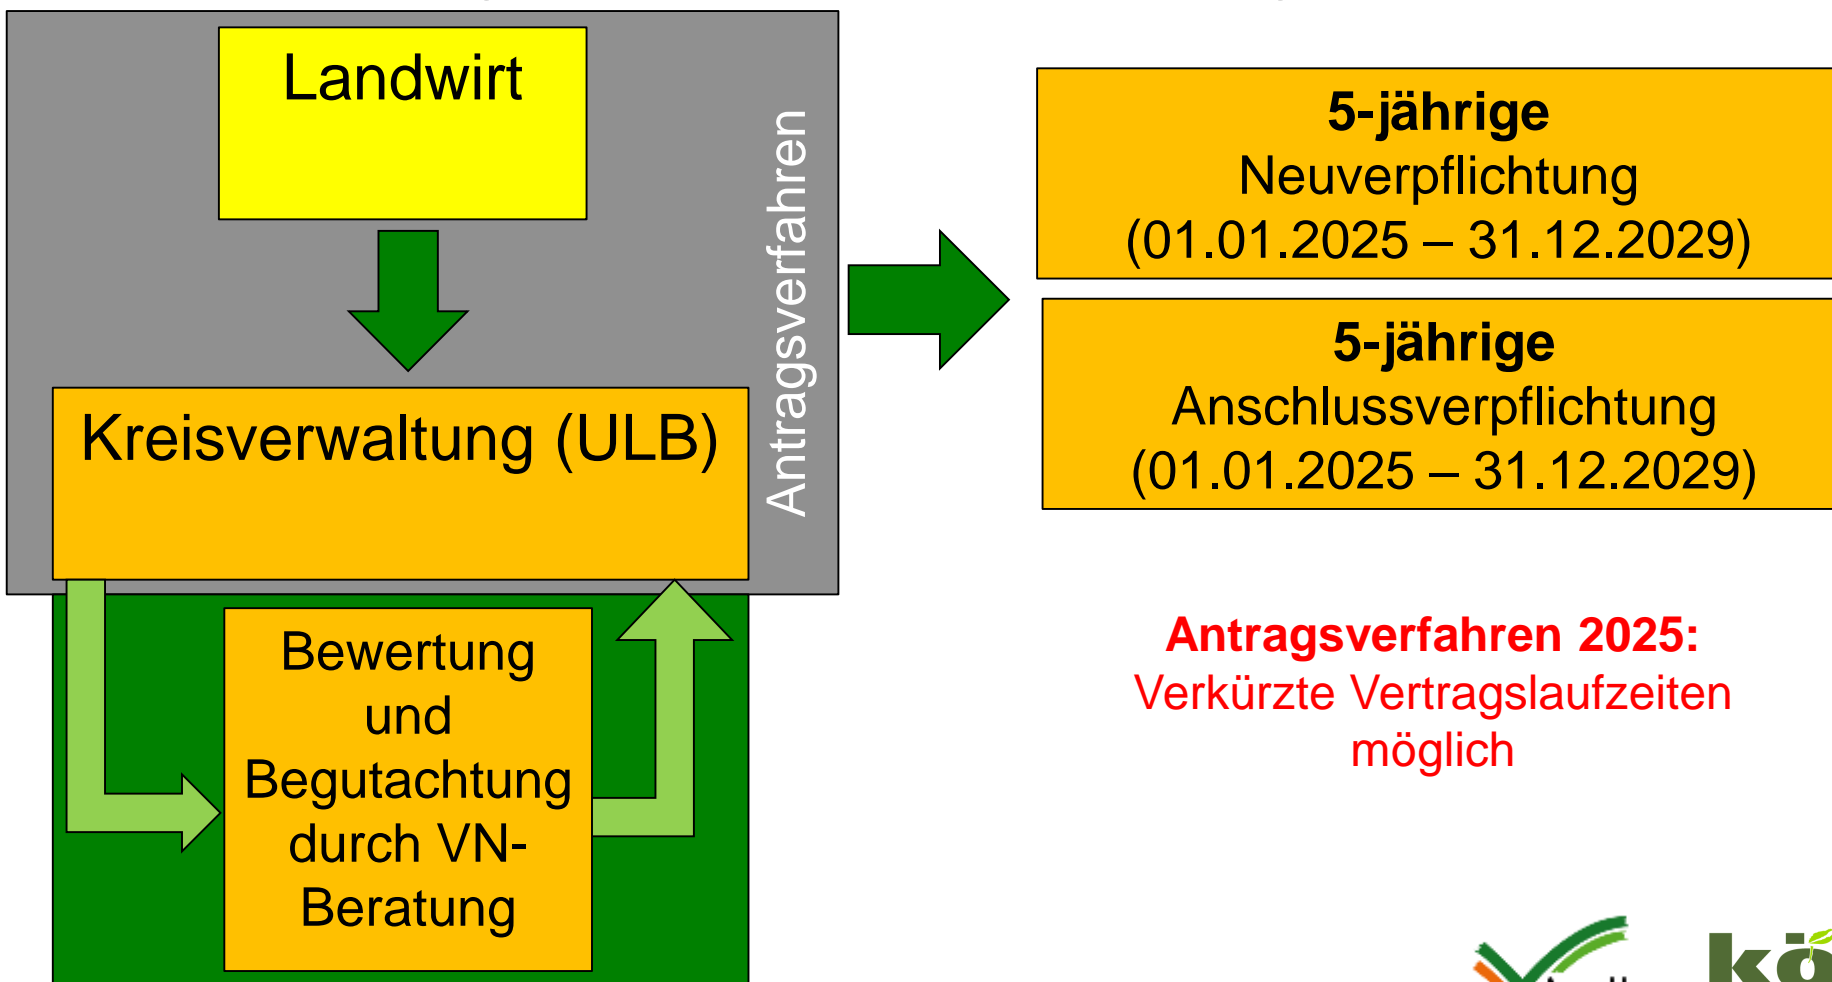 Landwirt
Antragsverfahren
Kreisverwaltung (ULB)
Bewertung
und
Begutachtung
durch VN-
Beratung
5-jährige
Neuverpflichtung
(01.01.2025 – 31.12.2029)
5-jährige
Anschlussverpflichtung
(01.01.2025 – 31.12.2029)
Antragsverfahren 2025:
Verkürzte Vertragslaufzeiten
möglich
kö